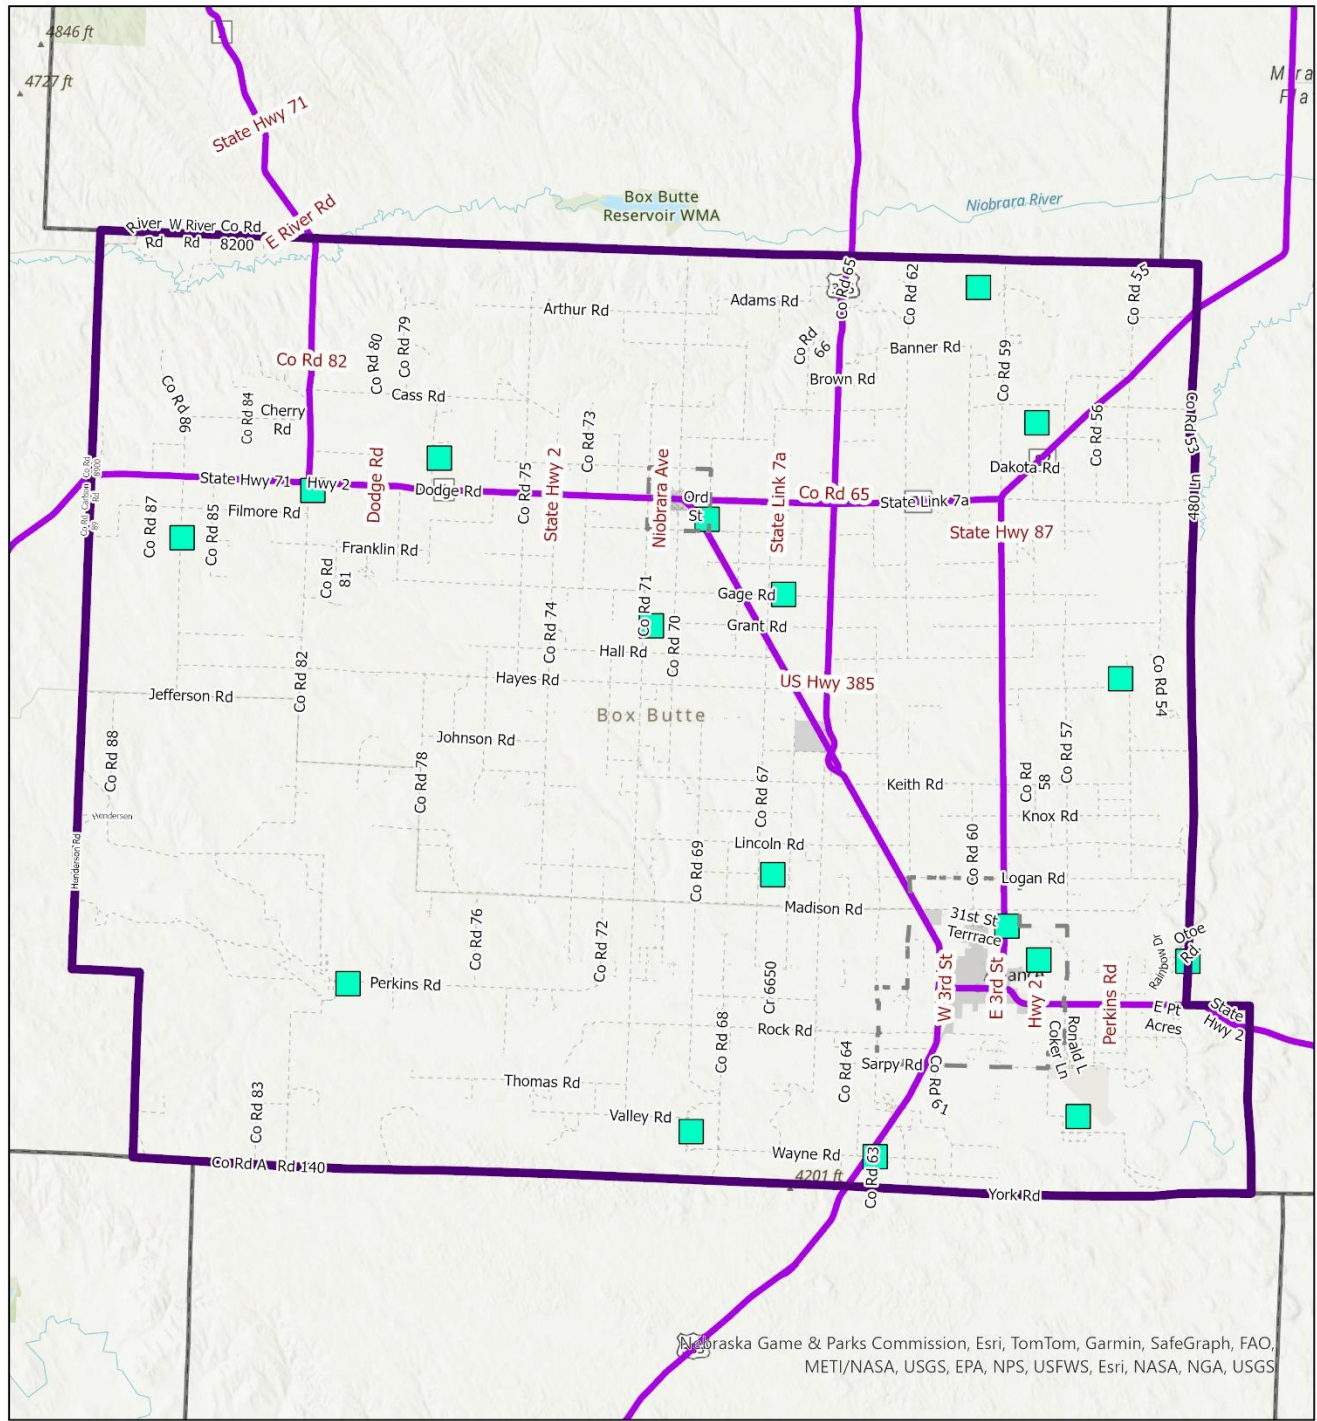 4846 ft
4727 ft
State Hwy 71
E River Rd
Box Butte
Reservoir WMA
Niobrara River
River
Rd
W River
Rd
Co Rd
8200
Arthur Rd
Adams Rd
Co Rd 65
Co Rd 62
Co Rd 55
Co Rd 82
Co Rd 80
Co Rd 79
Co Rd
66
Banner Rd
Co Rd 59
Brown Rd
Cass Rd
Co Rd
86
Co Rd 84
Cherry
Rd
Co Rd 73
Co Rd 56
Co Rd 53
Dakota Rd
State Hwy 71
Hwy 2
Dodge Rd
Dodge Rd
Co Rd 75
State Hwy 2
Niobrara Ave
Ord
St
State Link 7a
Co Rd 65
State Link 7a
480
Co Rd 87
Co Rd 85
Filmore Rd
State Hwy 87
Franklin Rd
Co Rd
81
Gage Rd
Grant Rd
Co Rd 71
Co Rd 70
Co Rd 74
Hall Rd
Hayes Rd
US Hwy 385
Co Rd 54
Jefferson Rd
Co Rd 82
Box Butte
Johnson Rd
Co Rd 88
Co Rd 78
Co Rd 67
Keith Rd
Co Rd
58
Co Rd 57
Knox Rd
Hunderson Rd
Lincoln Rd
Co Rd 69
Co Rd 60
Logan Rd
Madison Rd
31st St
Terrrace
Otoe
Rd
Rainbow Dr
Co Rd 76
Co Rd 72
Perkins Rd
Cr 6650
W 3rd St
E 3rd St
Hwy 2
Perkins Rd
E Pt
Acres
State
Hwy 2
Rock Rd
Co Rd 68
Ronald L
Coker Ln
Co Rd 64
Sarpy Rd
Co Rd
61
Thomas Rd
Co Rd 83
Valley Rd
Wayne Rd
Co Rd A
Rd 140
4201 ft
Co Rd 63
York Rd
Nebraska Game & Parks Commission, Esri, TomTom, Garmin, SafeGraph, FAO,
METI/NASA, USGS, EPA, NPS, USFWS, Esri, NASA, NGA, USGS